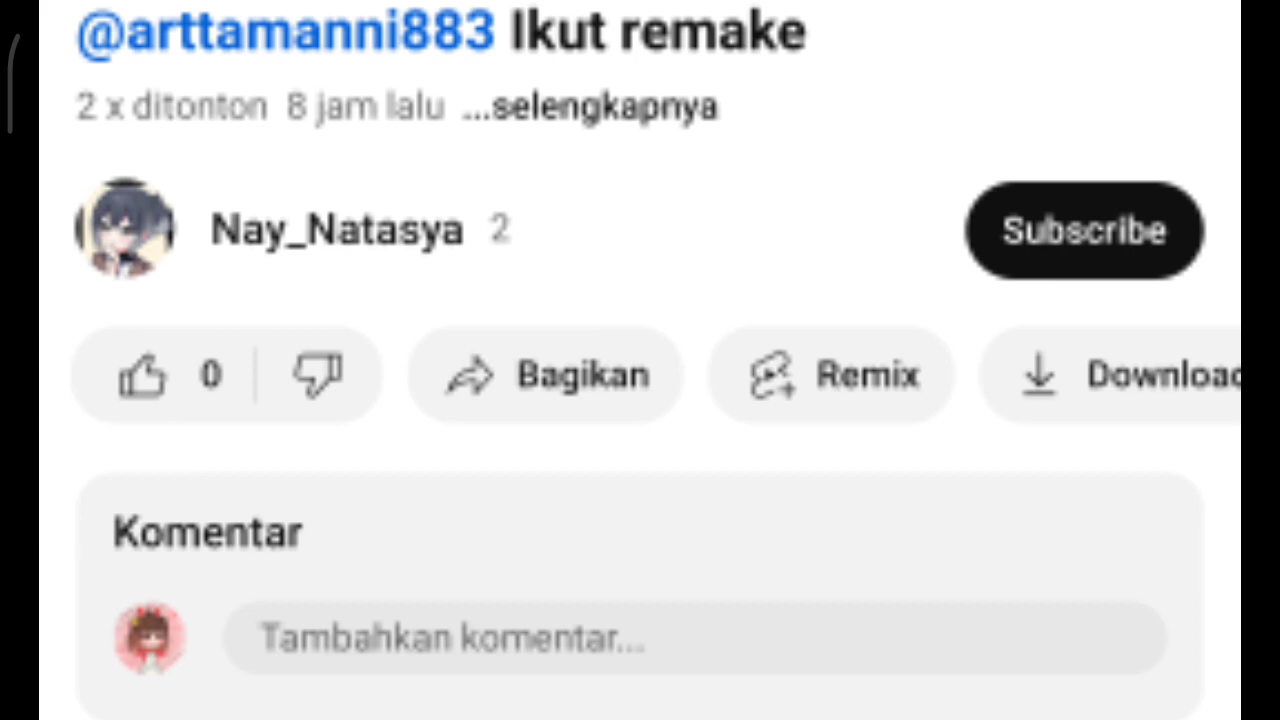 @arttamanni883 Ikut remake
2 x ditonton 8 jam lalu ...selengkapnya
Nay_Natasya 2
Subscribe
0 Bagikan Remix Download
Komentar
Tambahkan komentar...